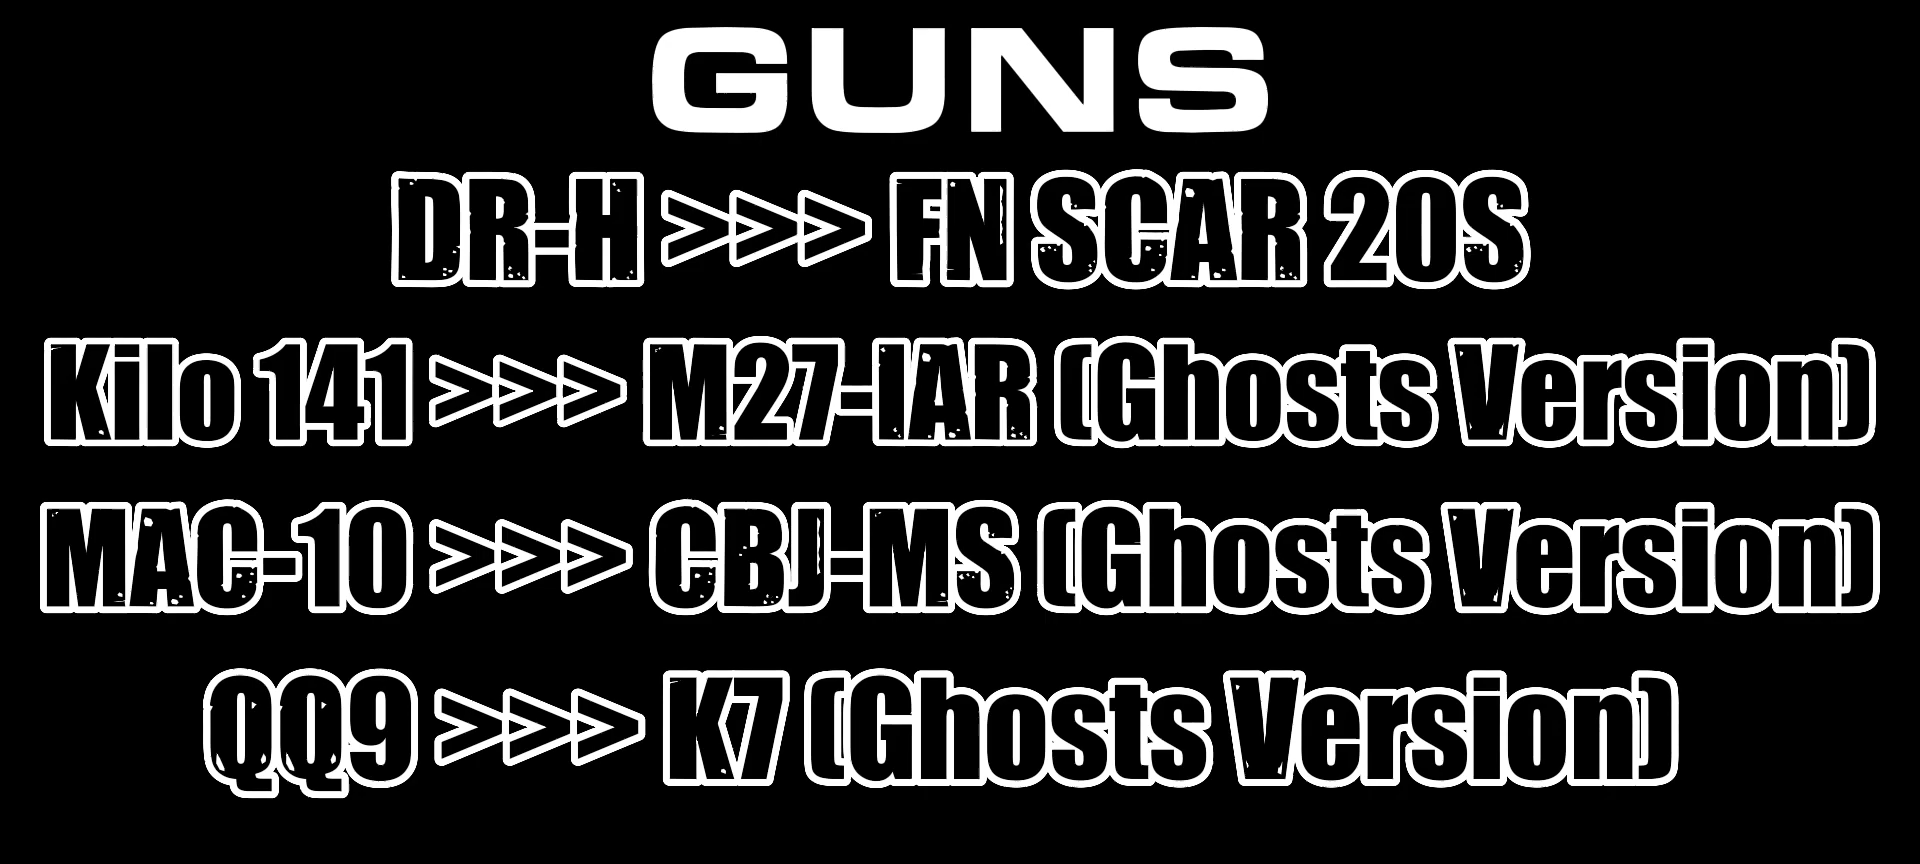 GUNS
DR-H >>> FN SCAR 20S
Kilo 141 >>> M27-IAR (Ghosts Version)
MAC-10 >>> CBJ-MS (Ghosts Version)
QQ9 >>> K7 (Ghosts Version)